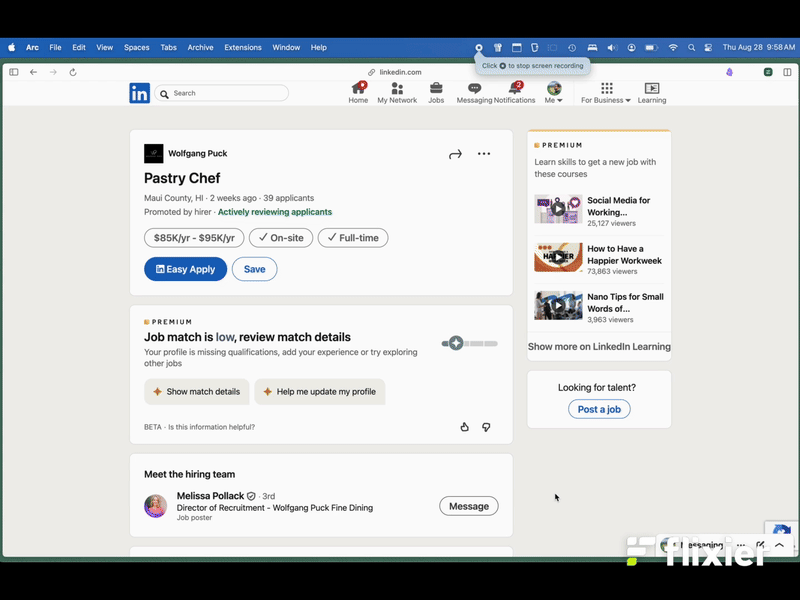 Arc File Edit View Spaces Tabs Archive Extensions Window Help Thu Aug 28 9:58 AM
Click to stop screen recording
linkedin.com
in Search
Home My Network Jobs Messaging Notifications Me For Business Learning
2
Wolfgang Puck
Pastry Chef
Maui County, HI · 2 weeks ago · 39 applicants
Promoted by hirer · Actively reviewing applicants
$85K/yr - $95K/yr On-site Full-time
in Easy Apply Save
PREMIUM
Job match is low, review match details
Your profile is missing qualifications, add your experience or try exploring
other jobs
Show match details Help me update my profile
BETA · Is this information helpful?
Meet the hiring team
Melissa Pollack · 3rd
Director of Recruitment - Wolfgang Puck Fine Dining
Job poster
Message
PREMIUM
Learn skills to get a new job with
these courses
Social Media for
Working...
25,127 viewers
How to Have a
Happier Workweek
73,863 viewers
Nano Tips for Small
Words of...
3,963 viewers
Show more on LinkedIn Learning
Looking for talent?
Post a job
Messaging
flixier